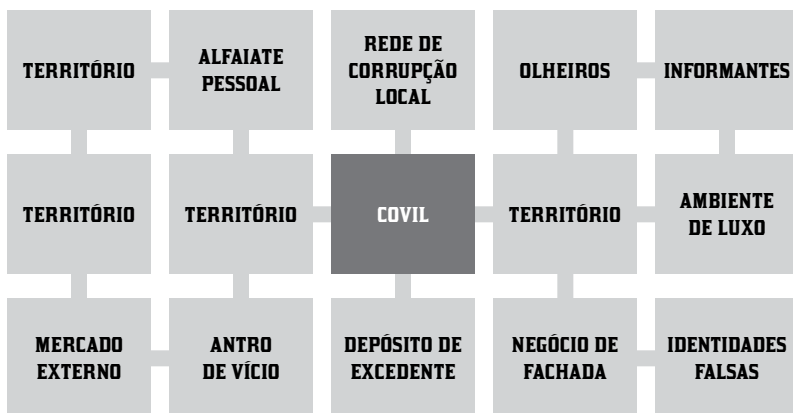 TERRITÓRIO
ALFAIATE
PESSOAL
REDE DE
CORRUPÇÃO
LOCAL
OLHEIROS
INFORMANTES
TERRITÓRIO
TERRITÓRIO
COVIL
TERRITÓRIO
AMBIENTE
DE LUXO
MERCADO
EXTERNO
ANTRO
DE VÍCIO
DEPÓSITO DE
EXCEDENTE
NEGÓCIO DE
FACHADA
IDENTIDADES
FALSAS